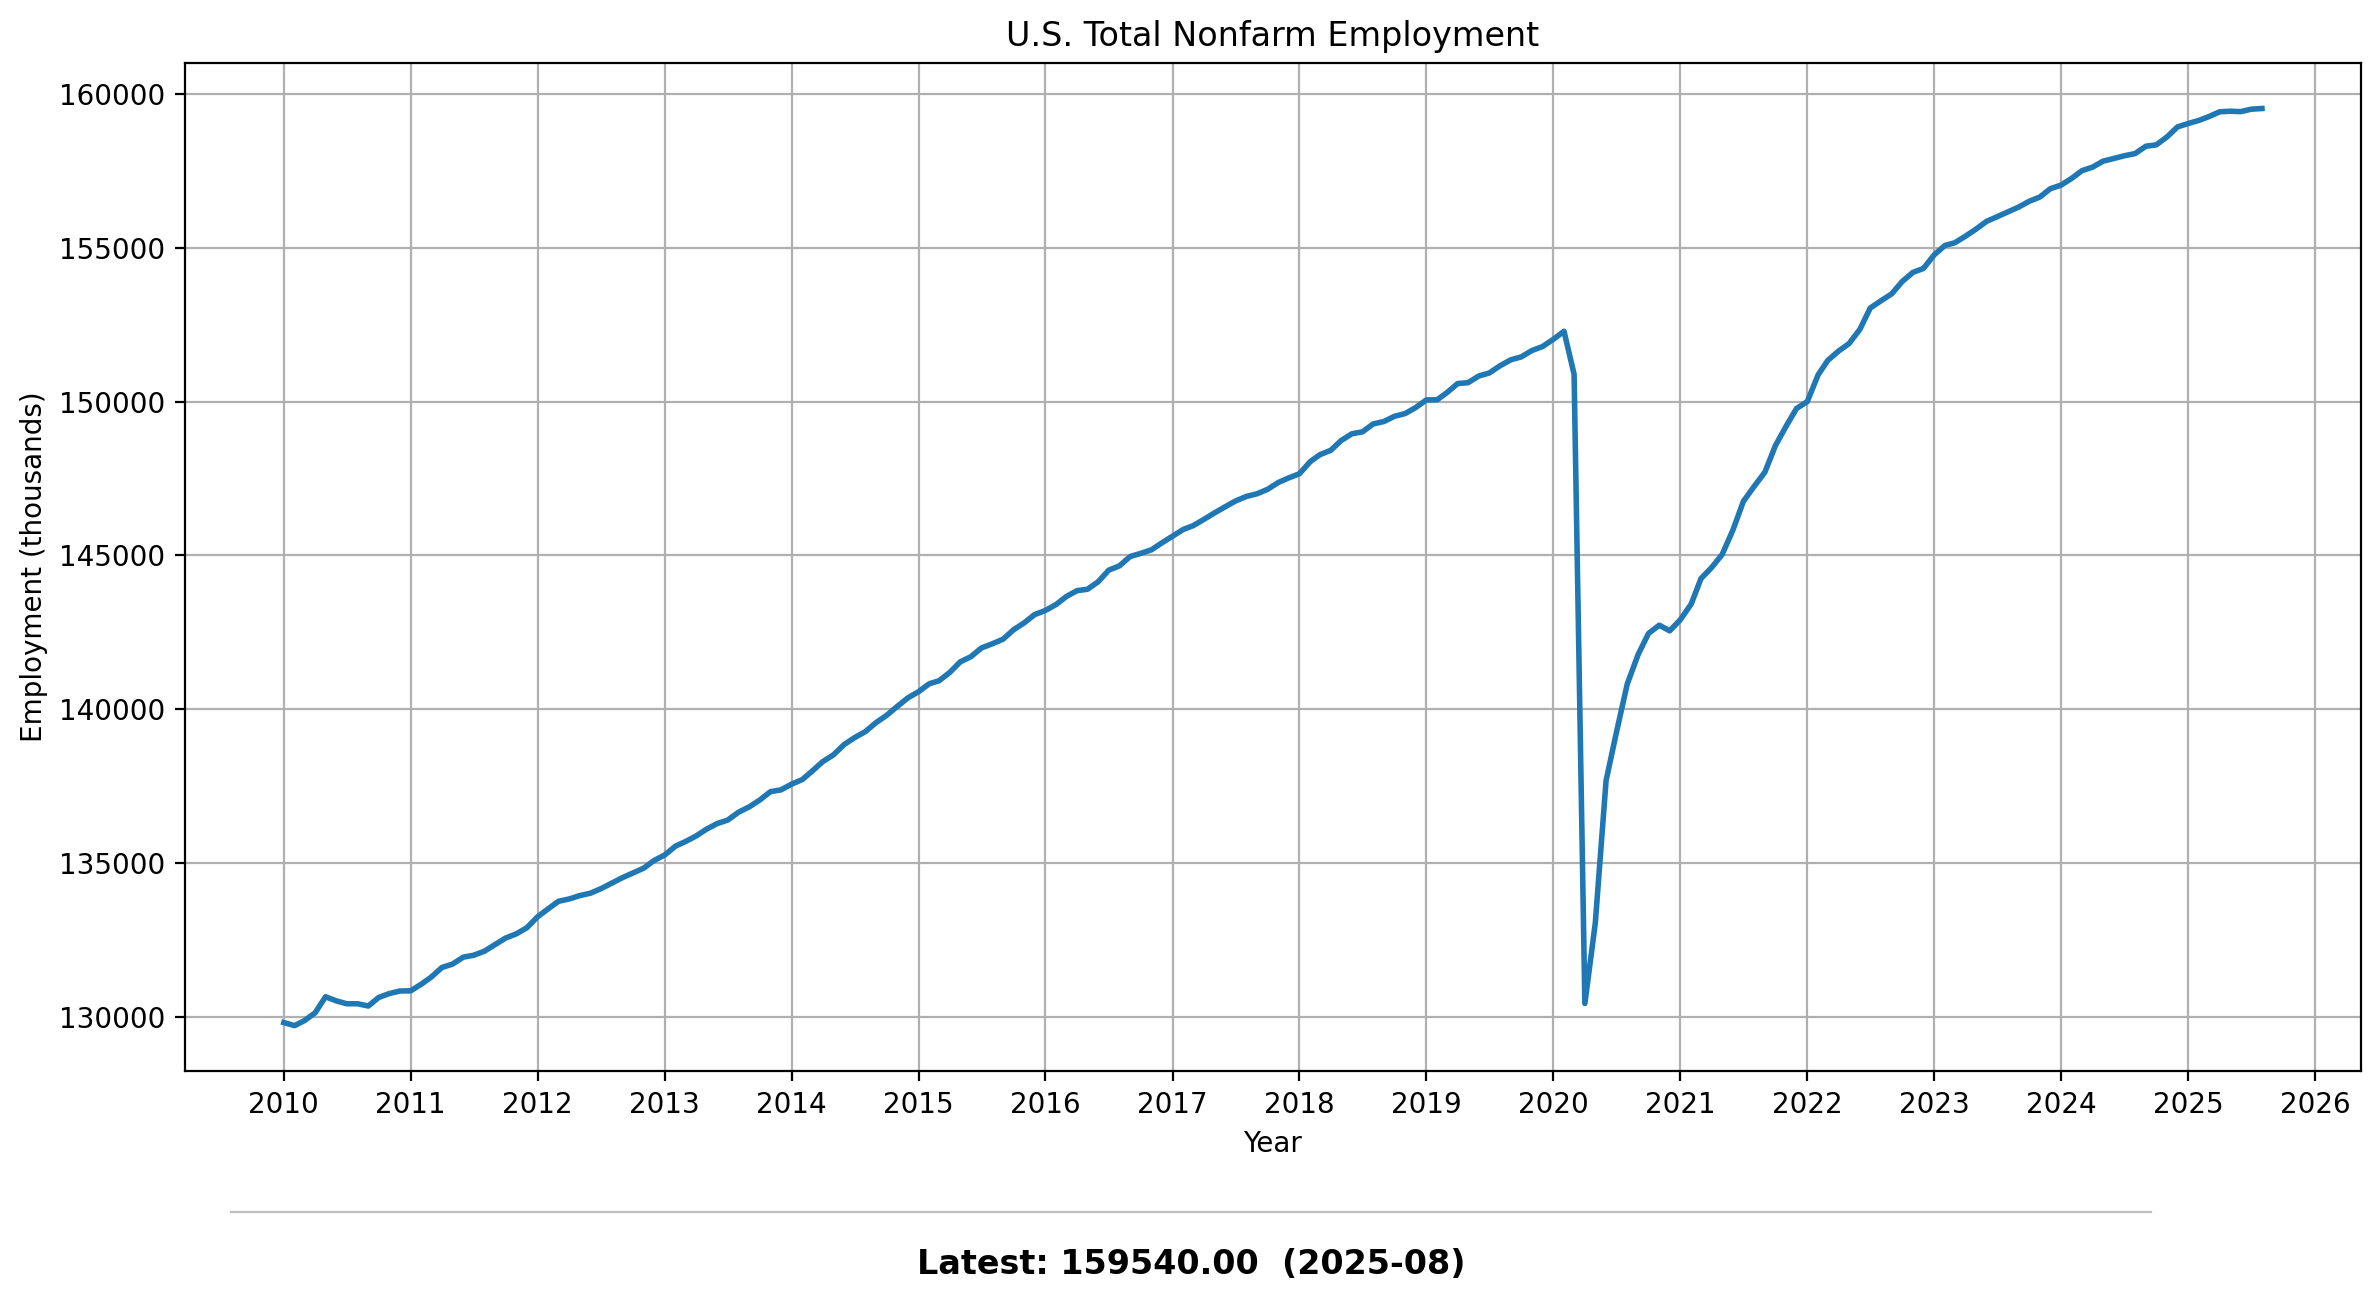 U.S. Total Nonfarm Employment
160000
155000
150000
145000
140000
135000
130000
Employment (thousands)
2010 2011 2012 2013 2014 2015 2016 2017 2018 2019 2020 2021 2022 2023 2024 2025 2026
Year
Latest: 159540.00 (2025-08)